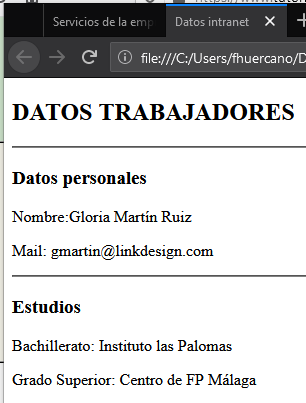 Servicios de la emp
Datos intranet
file:///C:/Users/fhuercano/D
DATOS TRABAJADORES
Datos personales
Nombre:Gloria Martín Ruiz
Mail: gmartin@linkdesign.com
Estudios
Bachillerato: Instituto las Palomas
Grado Superior: Centro de FP Málaga